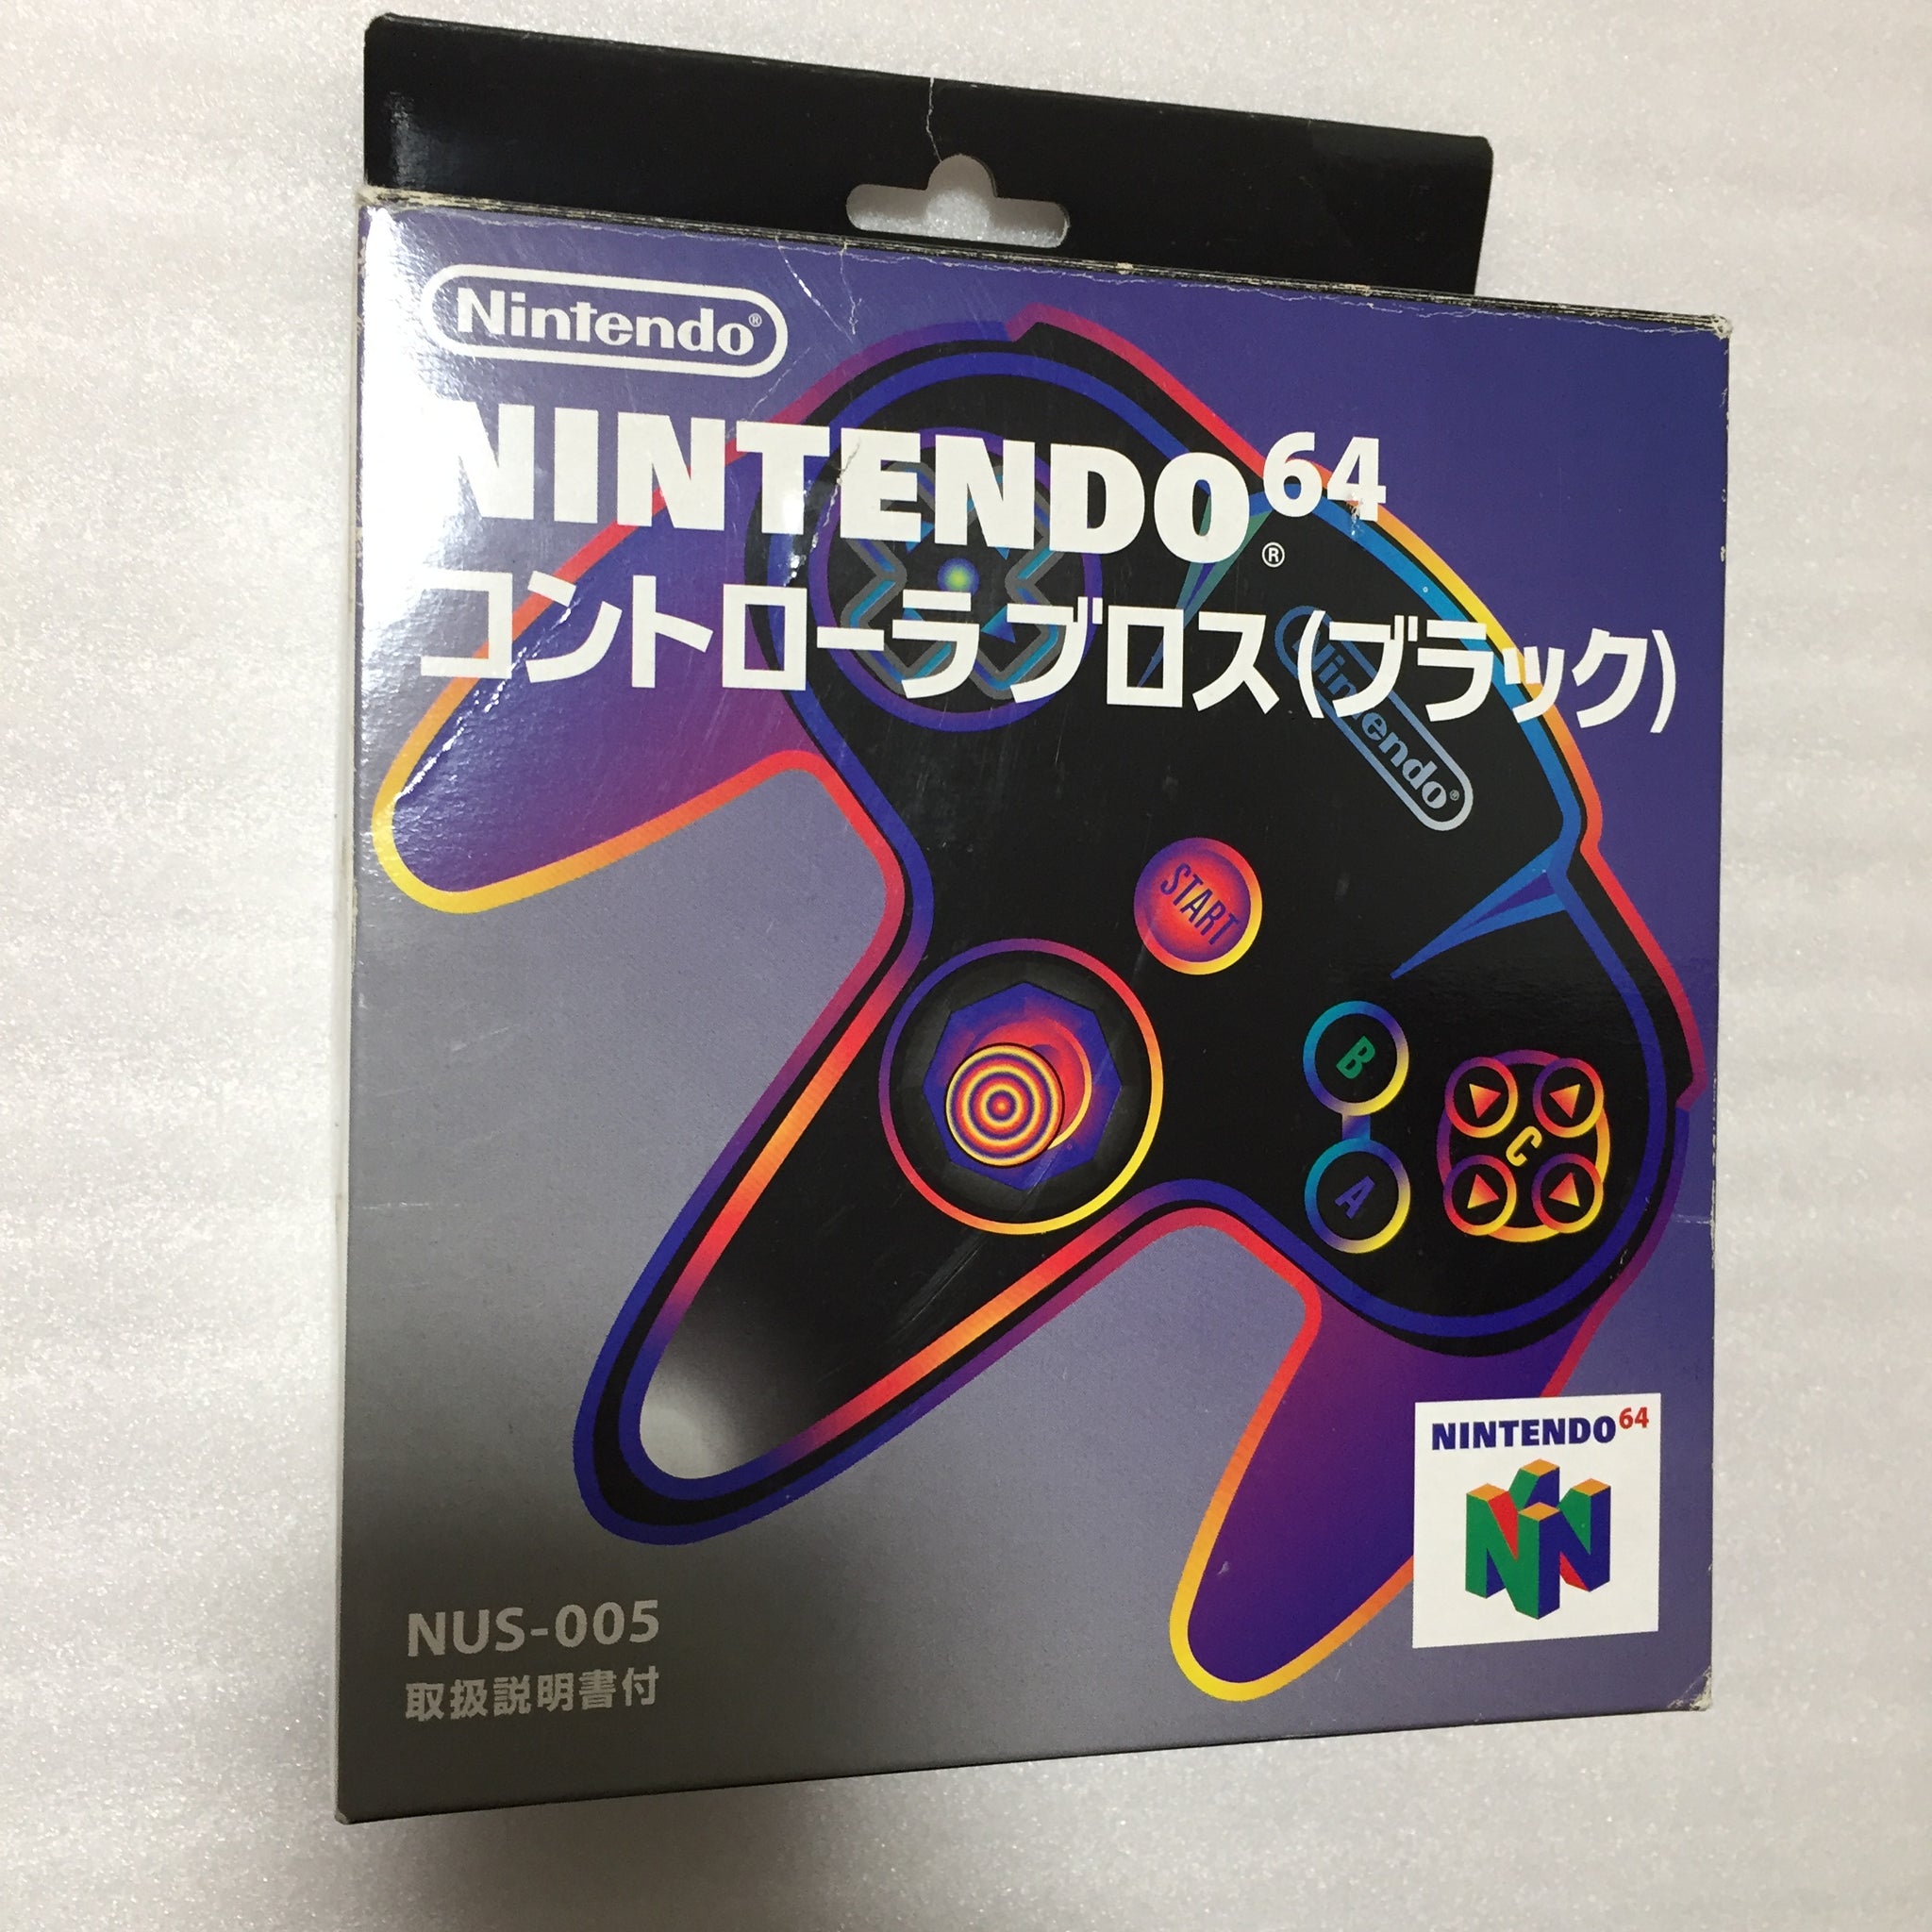 Nintendo®
NINTENDO64®
コントローラブロス(ブラック)
Nintendo®
START
B
A
C
NINTENDO64
NUS-005
取扱説明書付